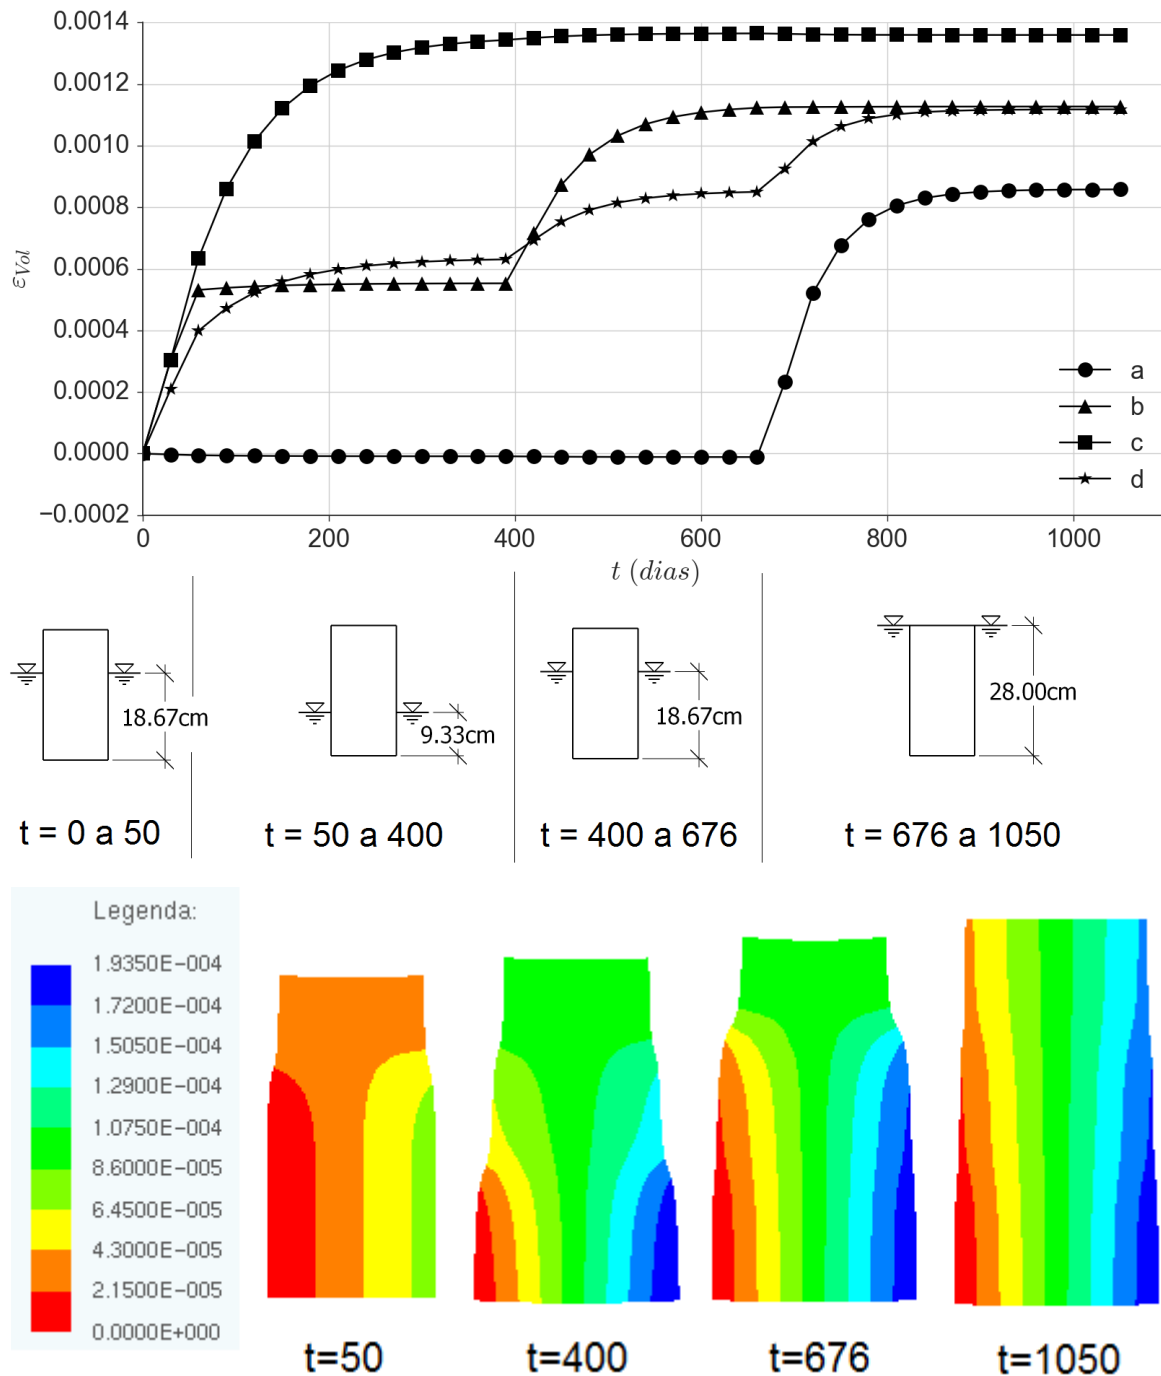 0.0014
0.0012
0.0010
0.0008
0.0006
0.0004
0.0002
0.0000
−0.0002
ε_Vol
0 200 400 600 800 1000
t (dias)
a
b
c
d
18.67cm
9.33cm
18.67cm
28.00cm
t = 0 a 50
t = 50 a 400
t = 400 a 676
t = 676 a 1050
Legenda:
1.9350E-004
1.7200E-004
1.5050E-004
1.2900E-004
1.0750E-004
8.6000E-005
6.4500E-005
4.3000E-005
2.1500E-005
0.0000E+000
t=50
t=400
t=676
t=1050